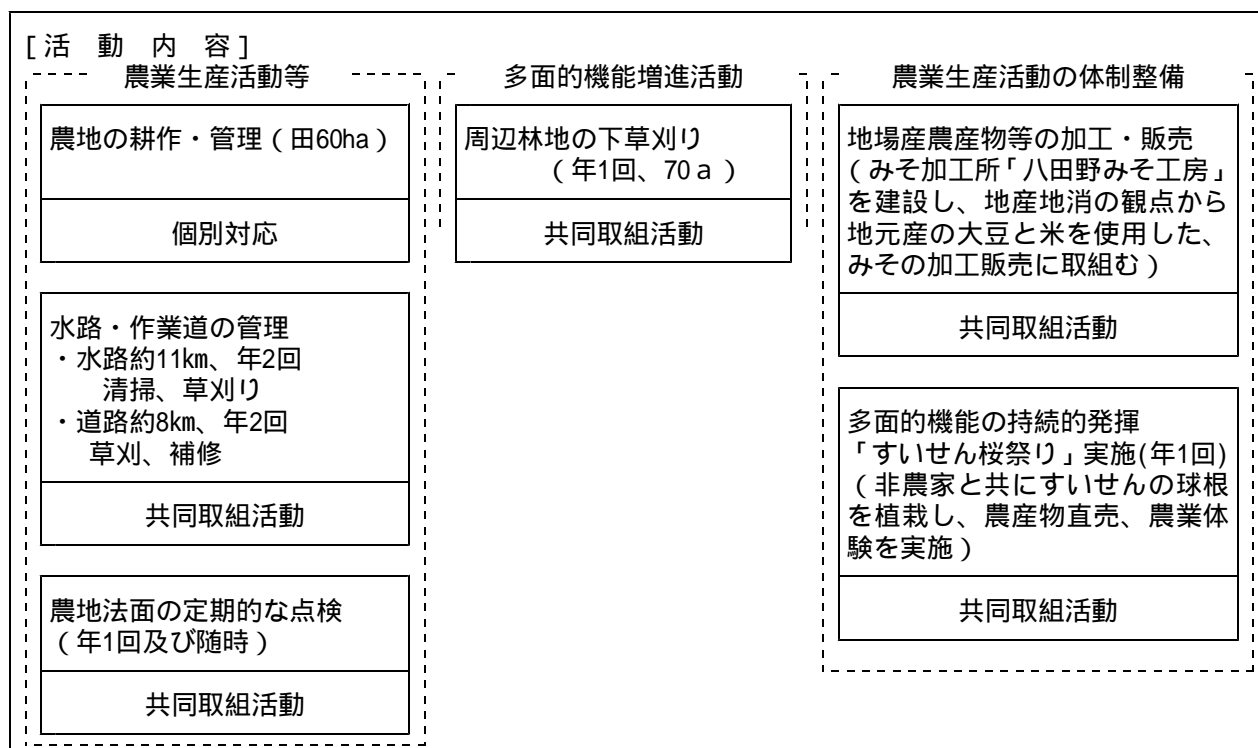 [活　動　内　容]
農業生産活動等
農地の耕作・管理（田60ha）
個別対応
水路・作業道の管理
・水路約11㎞、年2回
清掃、草刈り
・道路約8㎞、年2回
草刈、補修
共同取組活動
農地法面の定期的な点検
（年1回及び随時）
共同取組活動
多面的機能増進活動
周辺林地の下草刈り
（年1回、70ａ）
共同取組活動
農業生産活動の体制整備
地場産農産物等の加工・販売
（みそ加工所「八田野みそ工房」
を建設し、地産地消の観点から
地元産の大豆と米を使用した、
みその加工販売に取組む）
共同取組活動
多面的機能の持続的発揮
「すいせん桜祭り」実施(年1回)
（非農家と共にすいせんの球根
を植栽し、農産物直売、農業体
験を実施）
共同取組活動